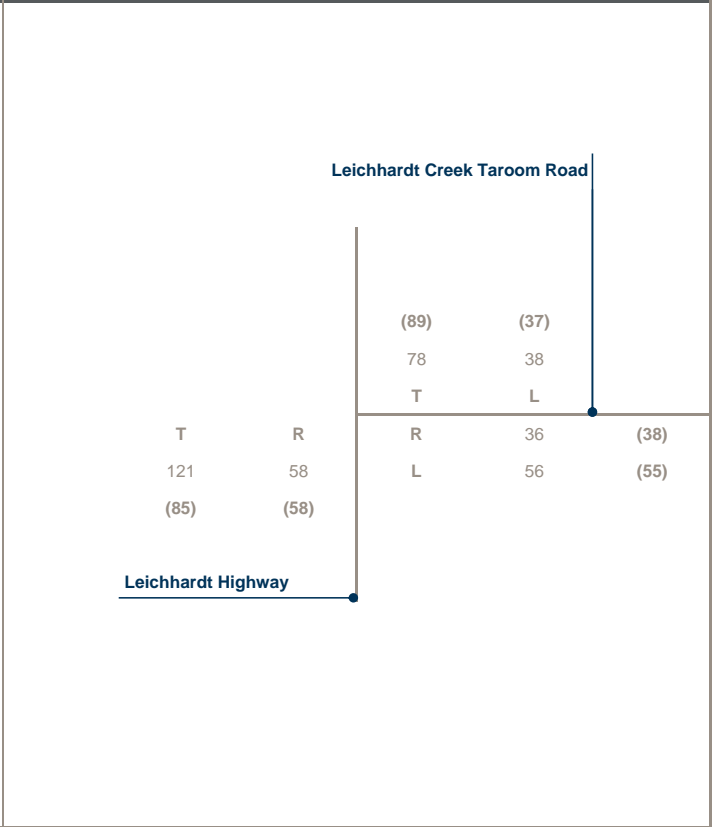 Leichhardt Creek Taroom Road
(89) (37)
78 38
T L
T R R 36 (38)
121 58 L 56 (55)
(85) (58)
Leichhardt Highway